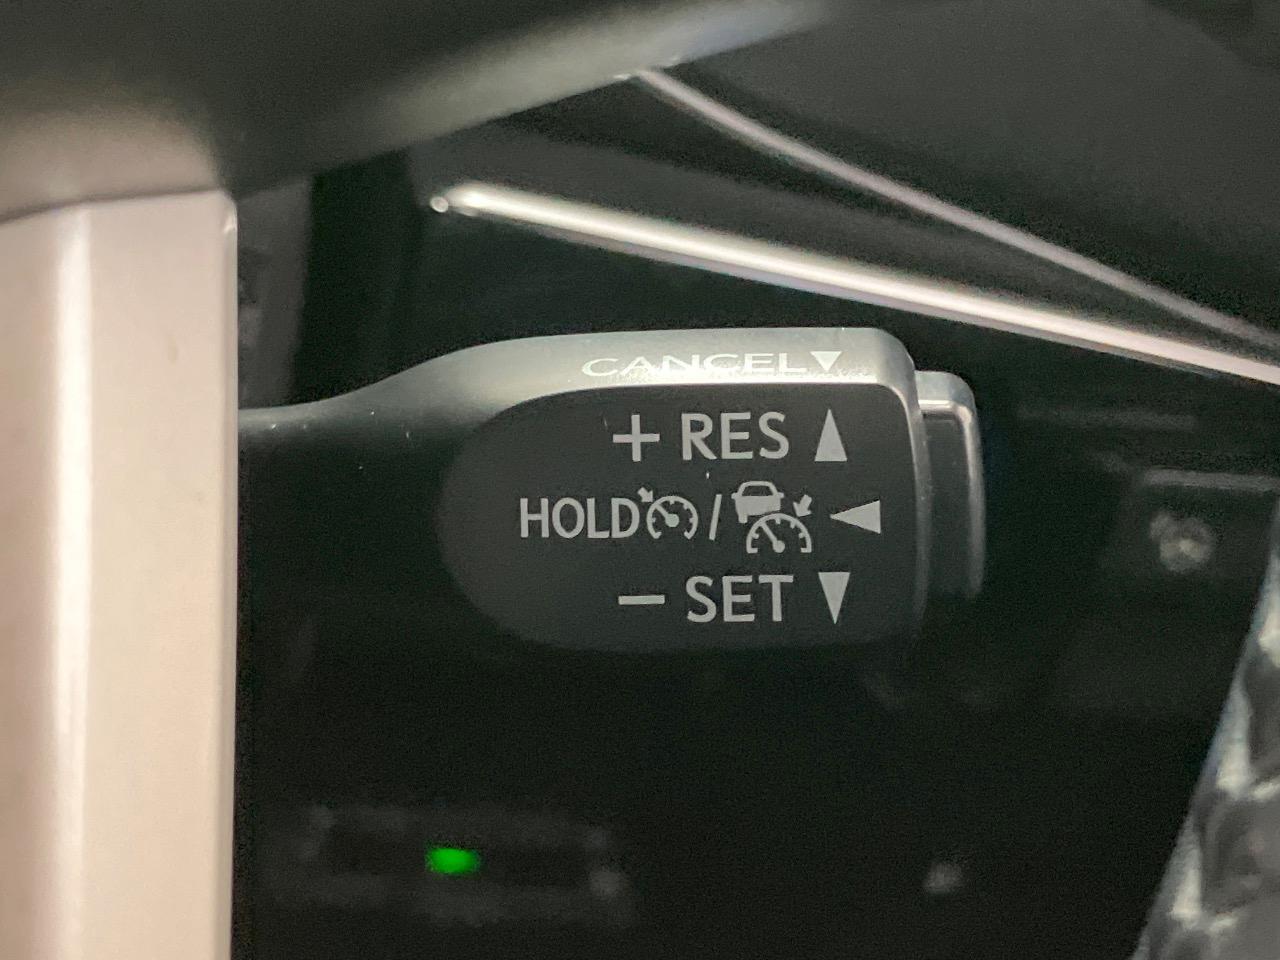 CANCEL▼
+ RES ▲
HOLD / ◀
− SET ▼